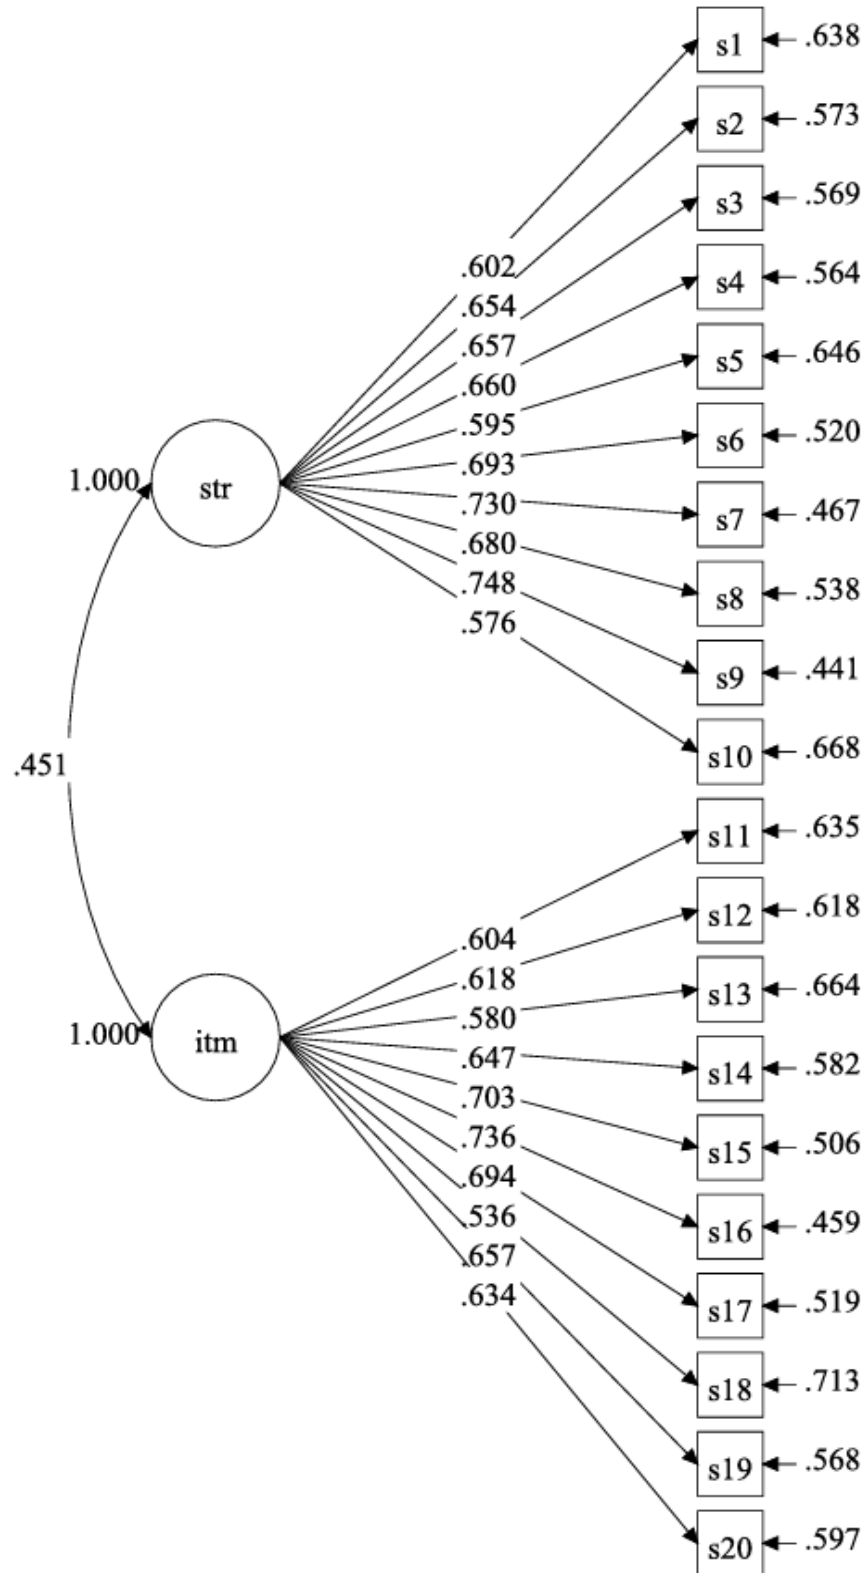 s1 .638
s2 .573
s3 .569
.602
s4 .564
.654
.657
s5 .646
.660
.595
s6 .520
.693
1.000 str
.730
s7 .467
.680
.748
s8 .538
.576
s9 .441
s10 .668
.451
s11 .635
s12 .618
.604
.618
s13 .664
.580
1.000 itm
.647
s14 .582
.703
.736
s15 .506
.694
.536
s16 .459
.657
.634
s17 .519
s18 .713
s19 .568
s20 .597